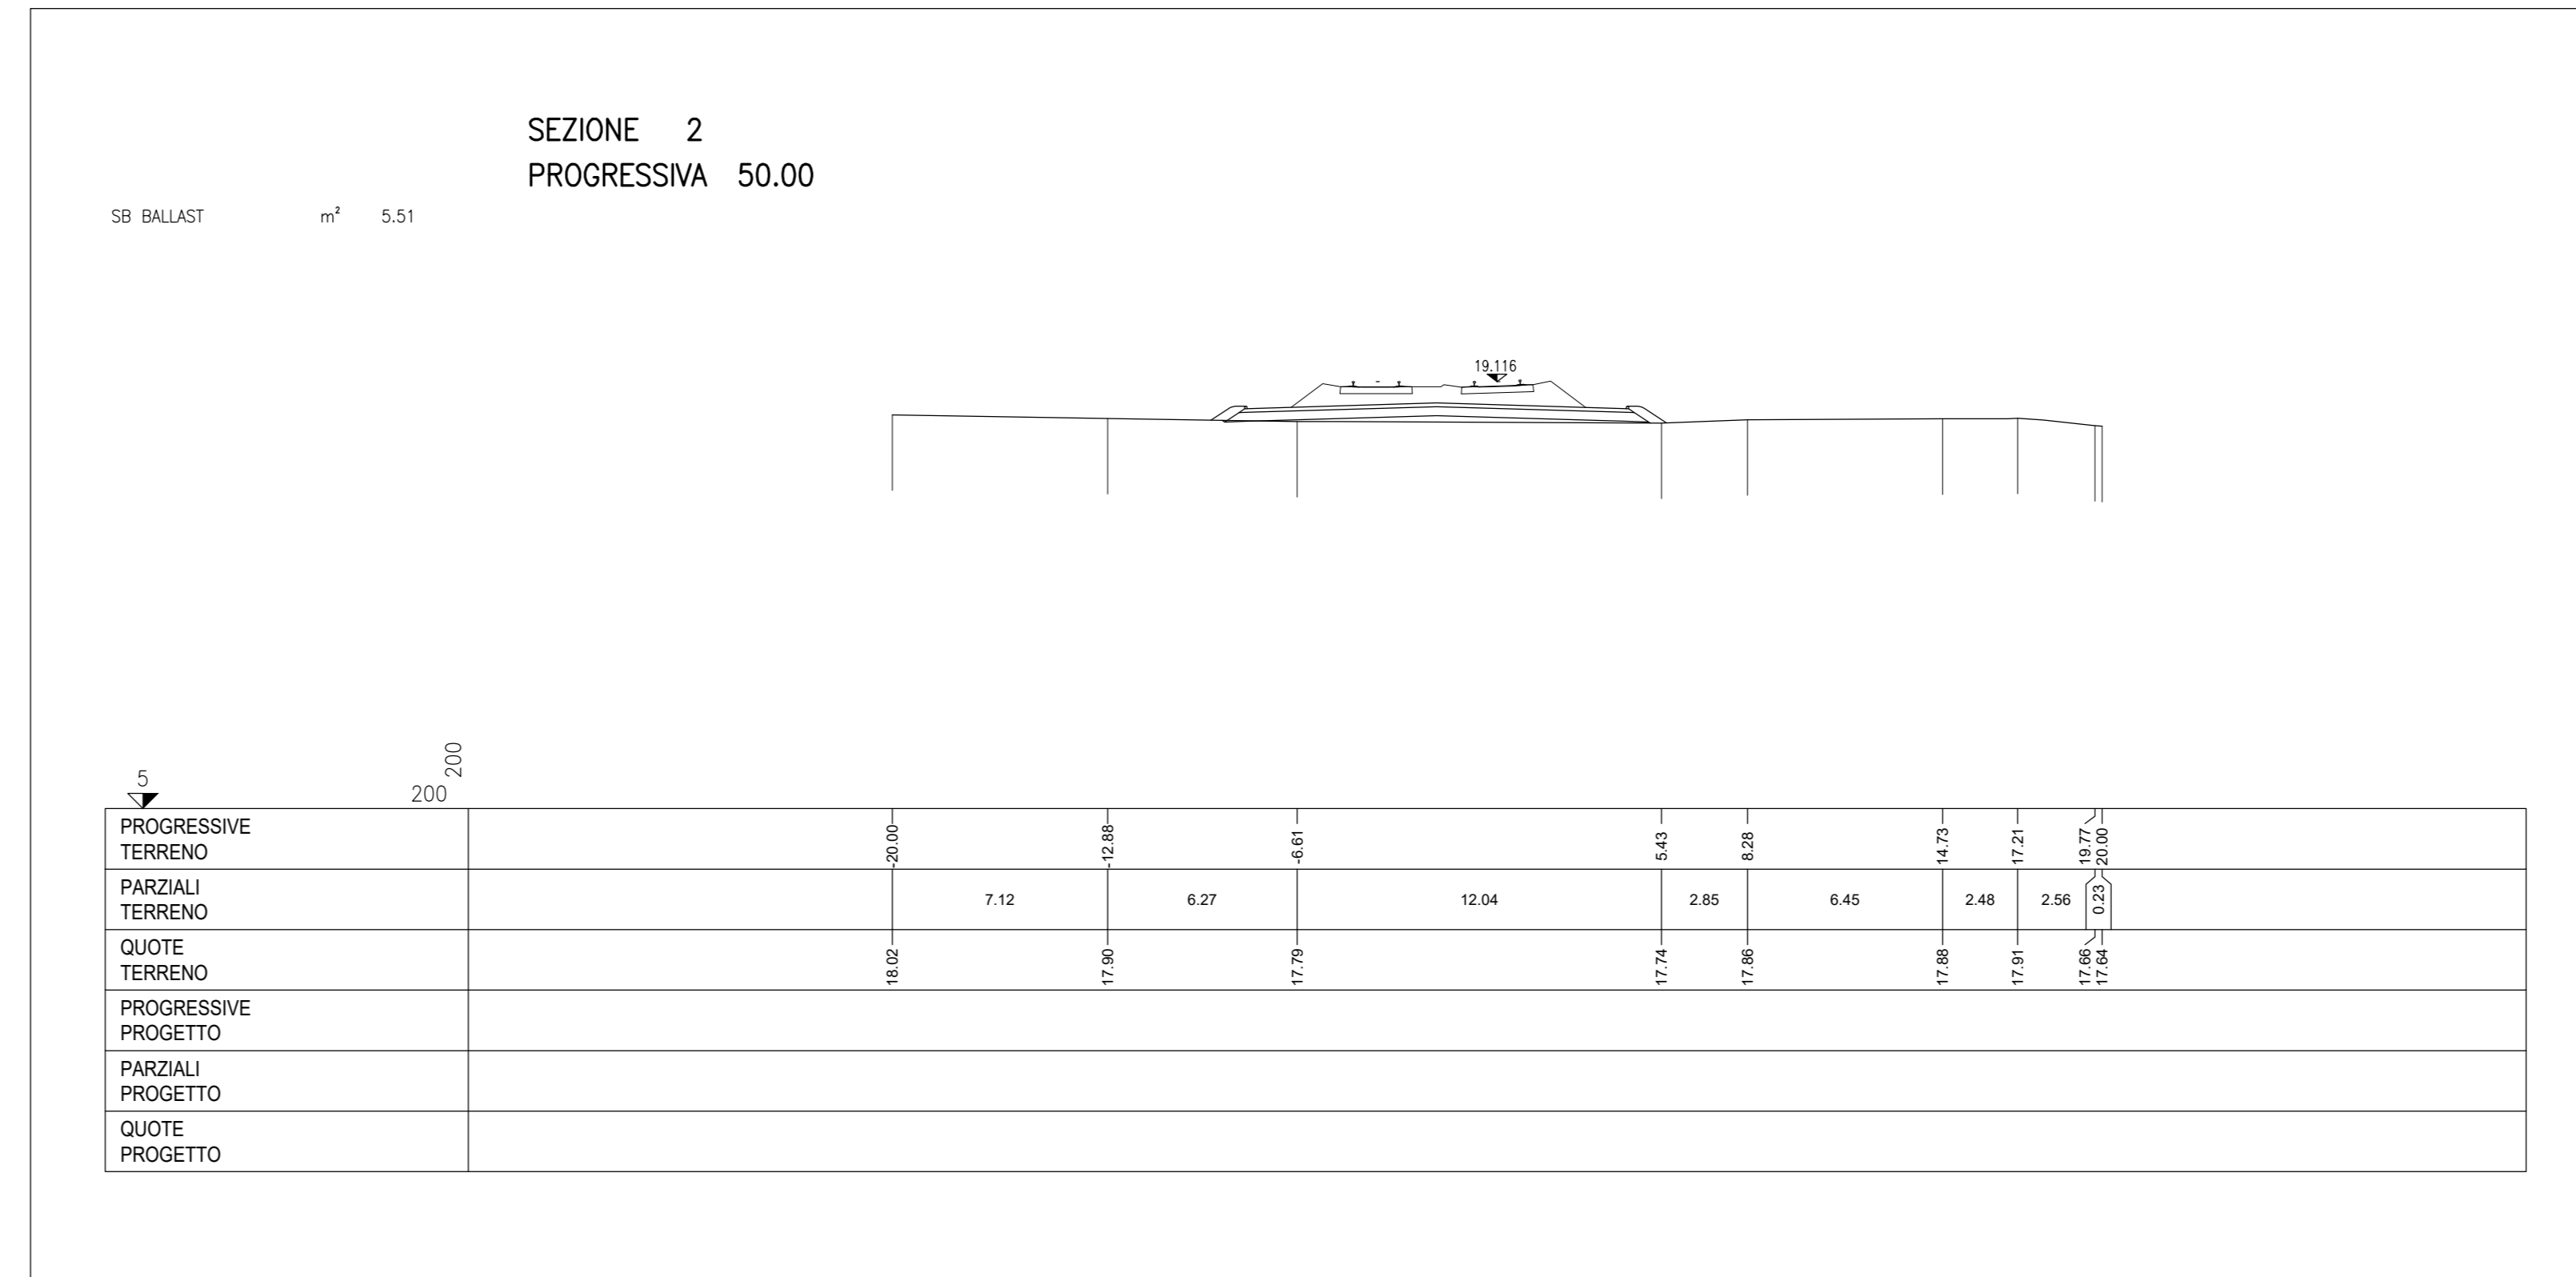 SEZIONE 2
PROGRESSIVA 50.00
SB BALLAST m² 5.51
19.116
-
5
200
200
PROGRESSIVE
TERRENO
-20.00 -12.88 -6.61 5.43 8.28 14.73 17.21 19.77 20.00
PARZIALI
TERRENO
7.12 6.27 12.04 2.85 6.45 2.48 2.56 0.23
QUOTE
TERRENO
18.02 17.90 17.79 17.74 17.86 17.88 17.91 17.66 17.64
PROGRESSIVE
PROGETTO
PARZIALI
PROGETTO
QUOTE
PROGETTO